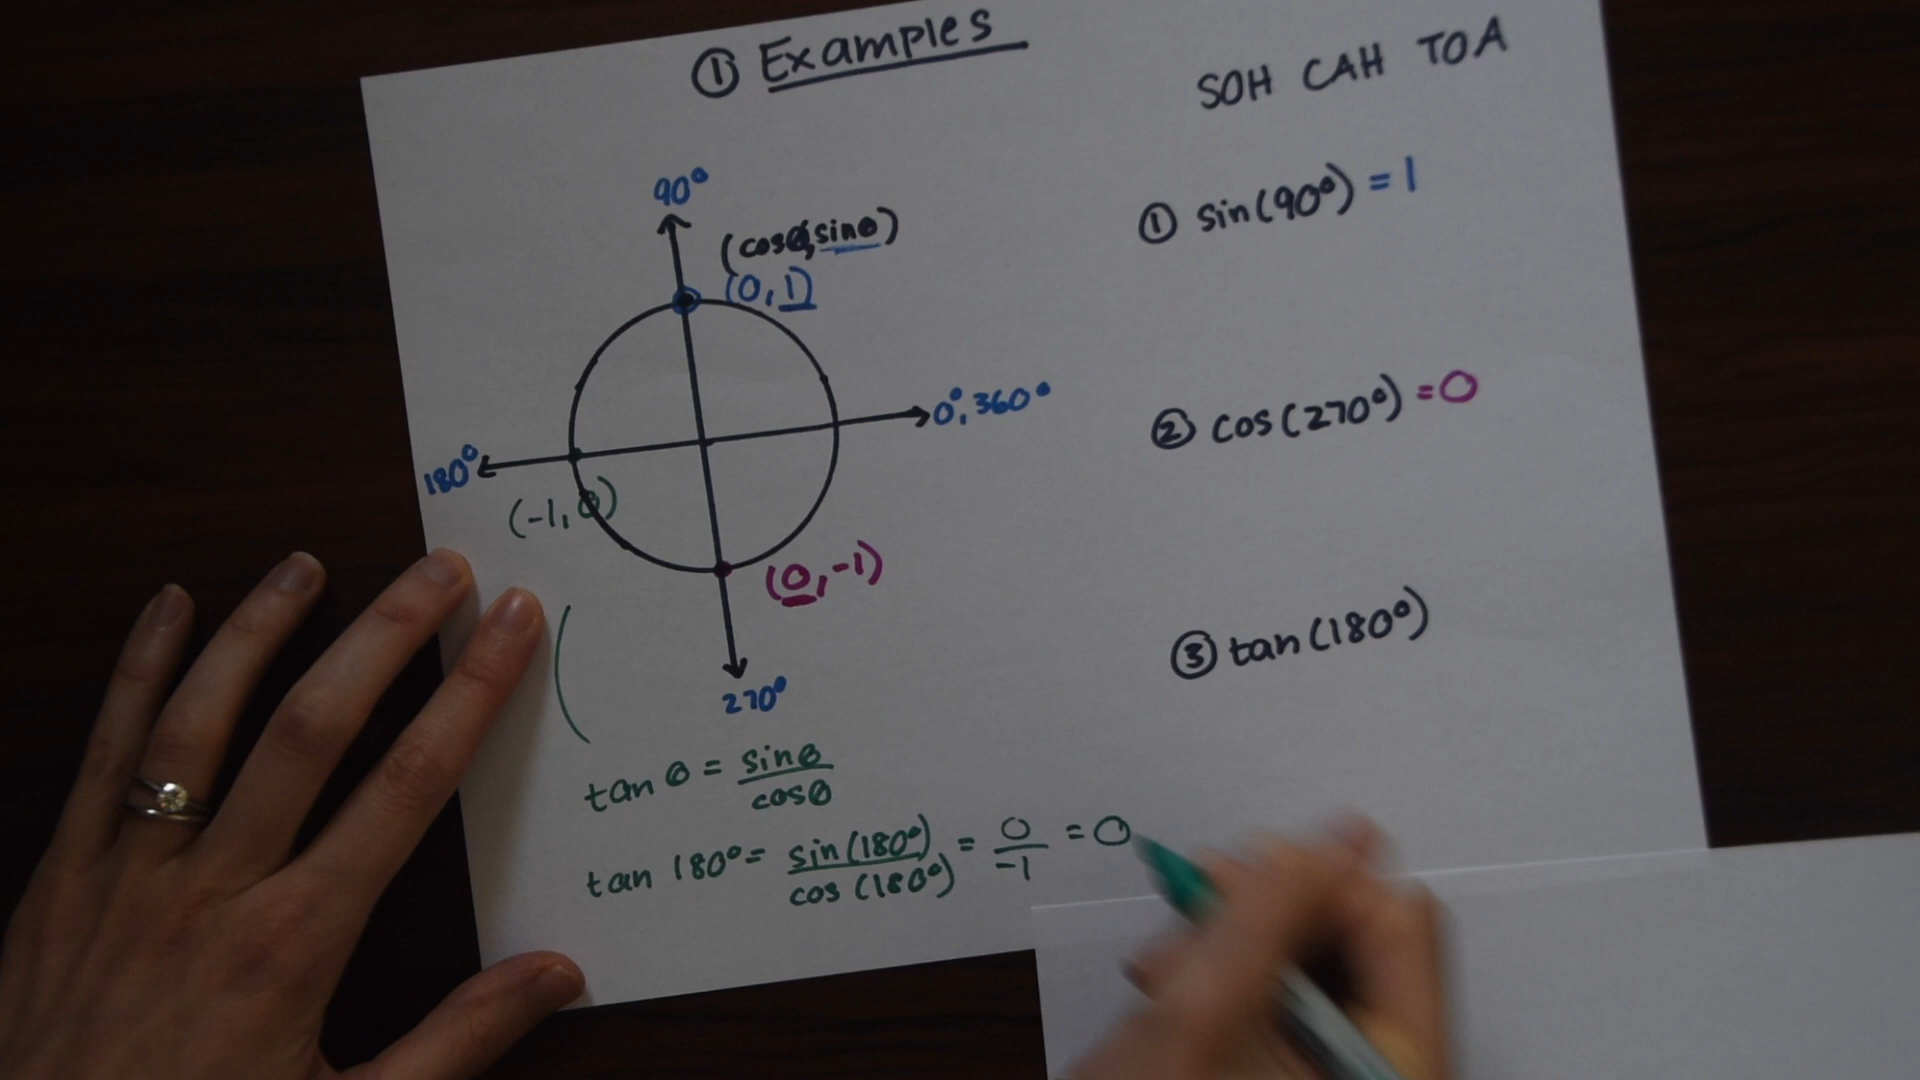 ① Examples
SOH CAH TOA
90°
(cosθ, sinθ)
(0, 1)
① sin(90°) = 1
0°, 360°
② cos(270°) = 0
180°
(-1, 0)
(0, -1)
③ tan(180°)
270°
(
tan θ = sinθ
cosθ
tan 180° = sin(180°) = 0 = 0
cos(180°) -1